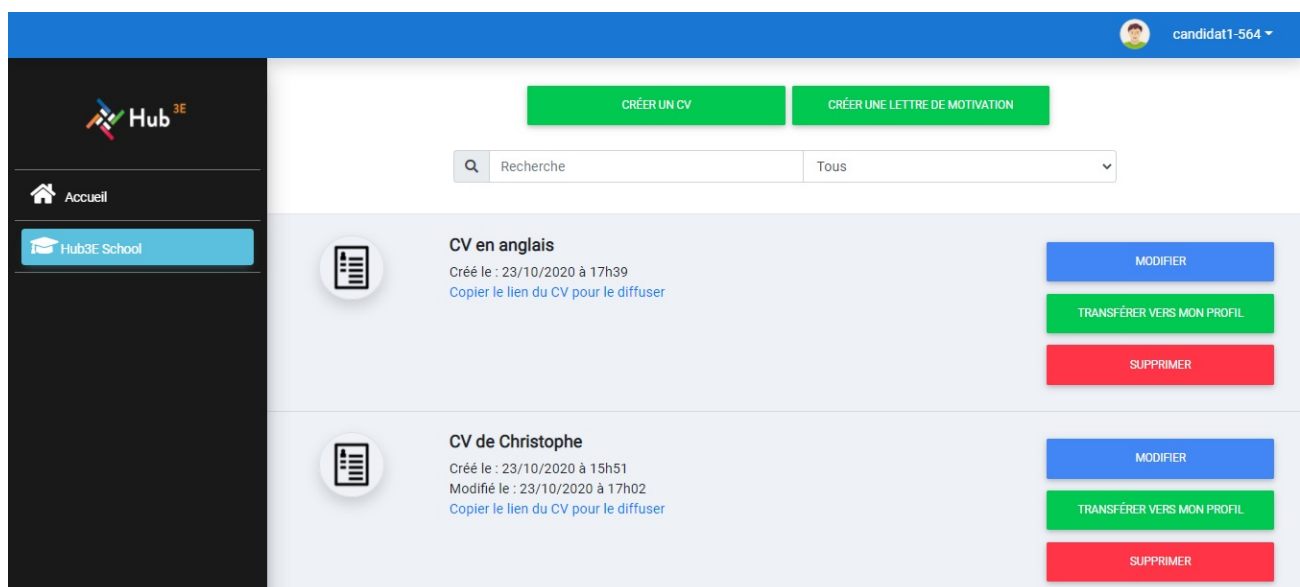 candidat1-564
Hub 3E
Accueil
Hub3E School
CRÉER UN CV
CRÉER UNE LETTRE DE MOTIVATION
Recherche
Tous
CV en anglais
Créé le : 23/10/2020 à 17h39
Copier le lien du CV pour le diffuser
MODIFIER
TRANSFÉRER VERS MON PROFIL
SUPPRIMER
CV de Christophe
Créé le : 23/10/2020 à 15h51
Modifié le : 23/10/2020 à 17h02
Copier le lien du CV pour le diffuser
MODIFIER
TRANSFÉRER VERS MON PROFIL
SUPPRIMER